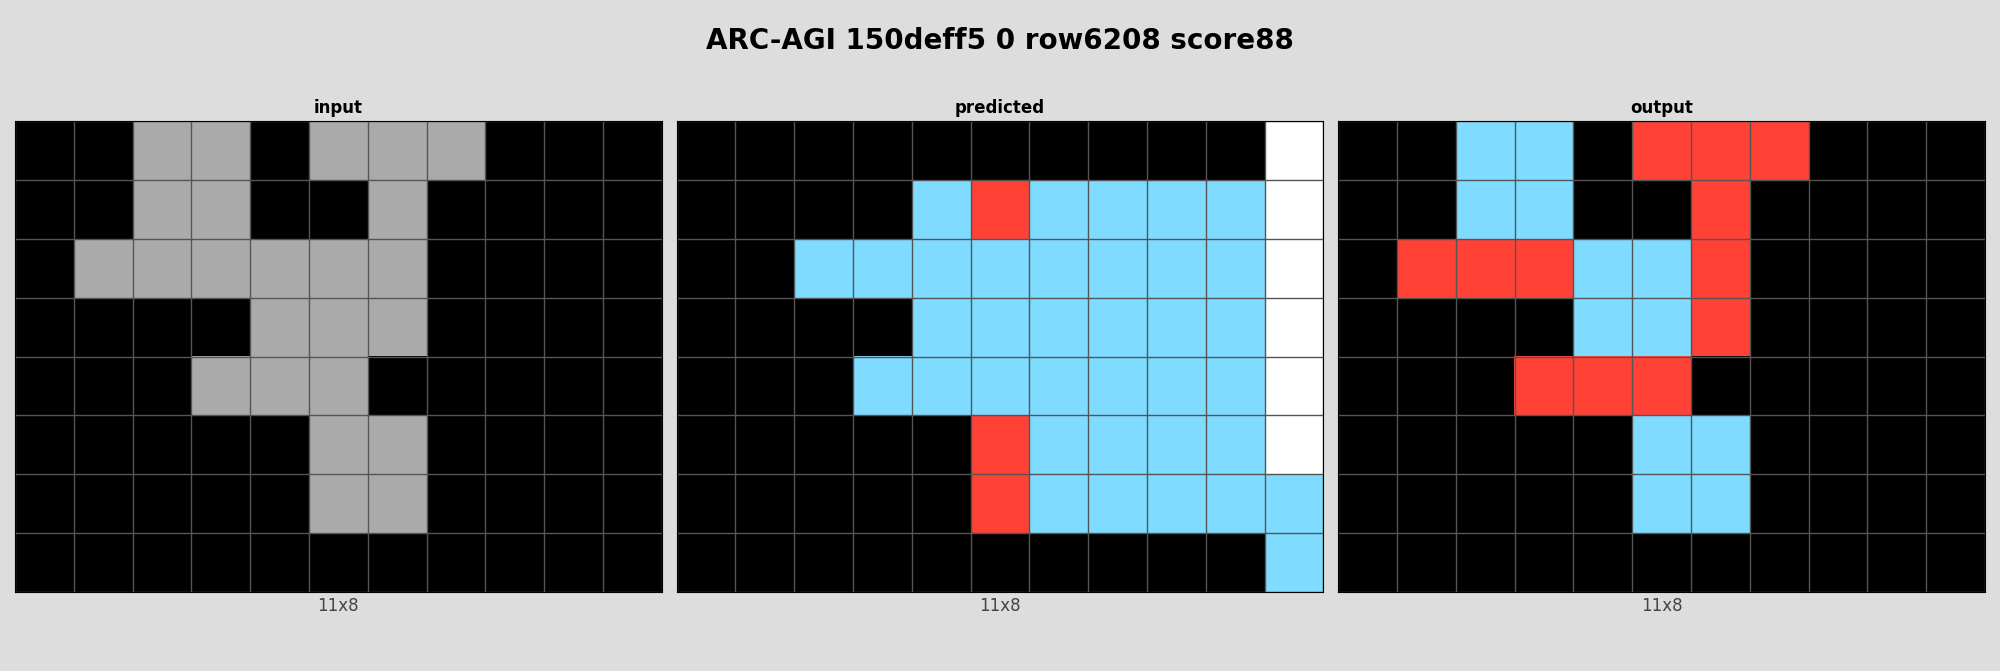 ARC-AGI 150deff5 0 row6208 score88
input
predicted
output
11x8
11x8
11x8